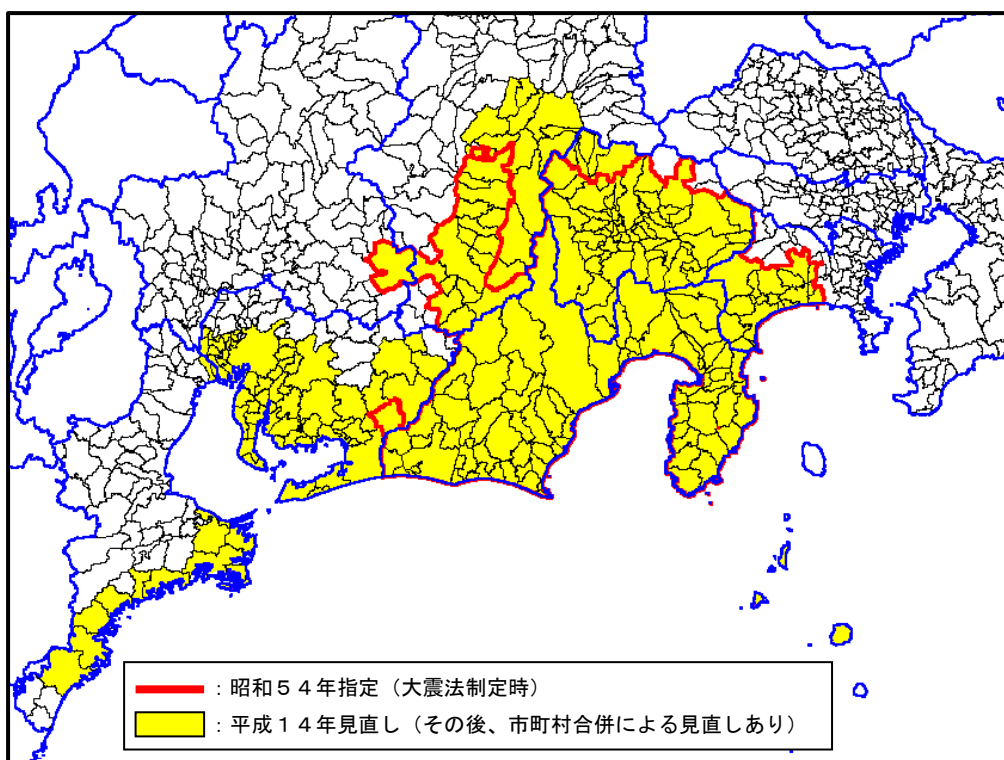 ：昭和５４年指定（大震法制定時）
：平成１４年見直し（その後、市町村合併による見直しあり）